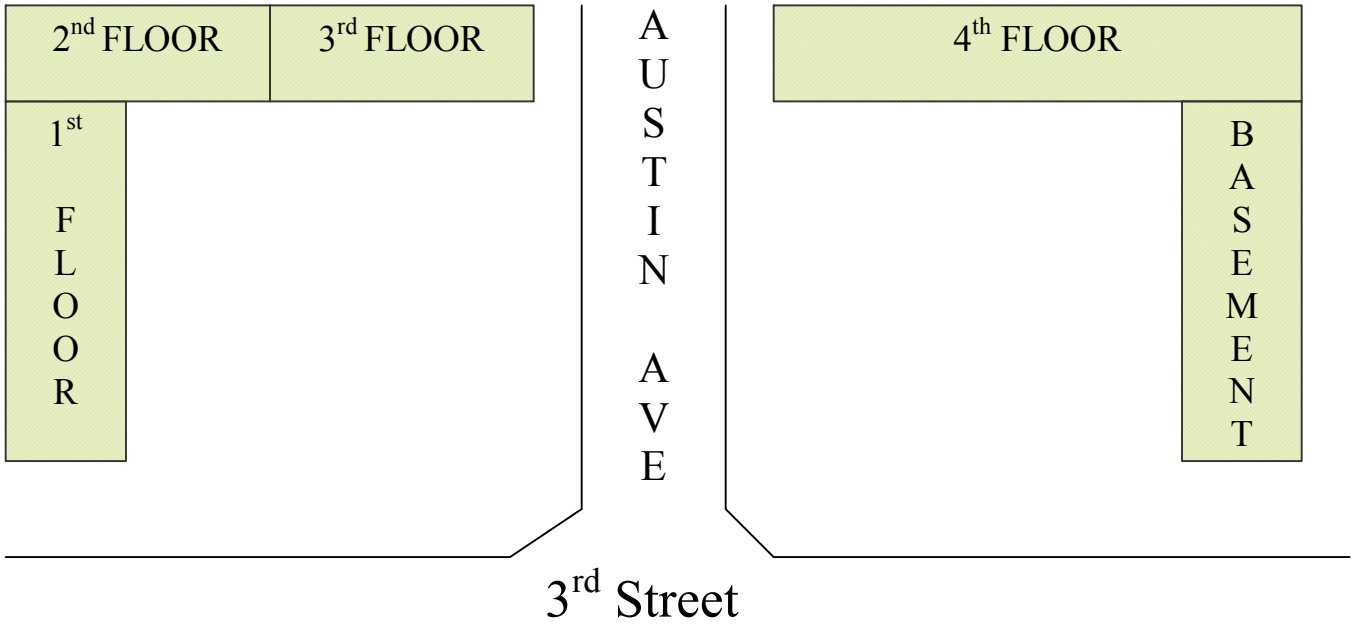 2nd FLOOR
3rd FLOOR
AUSTIN AVE
4th FLOOR
1st FLOOR
BASEMENT
3rd Street